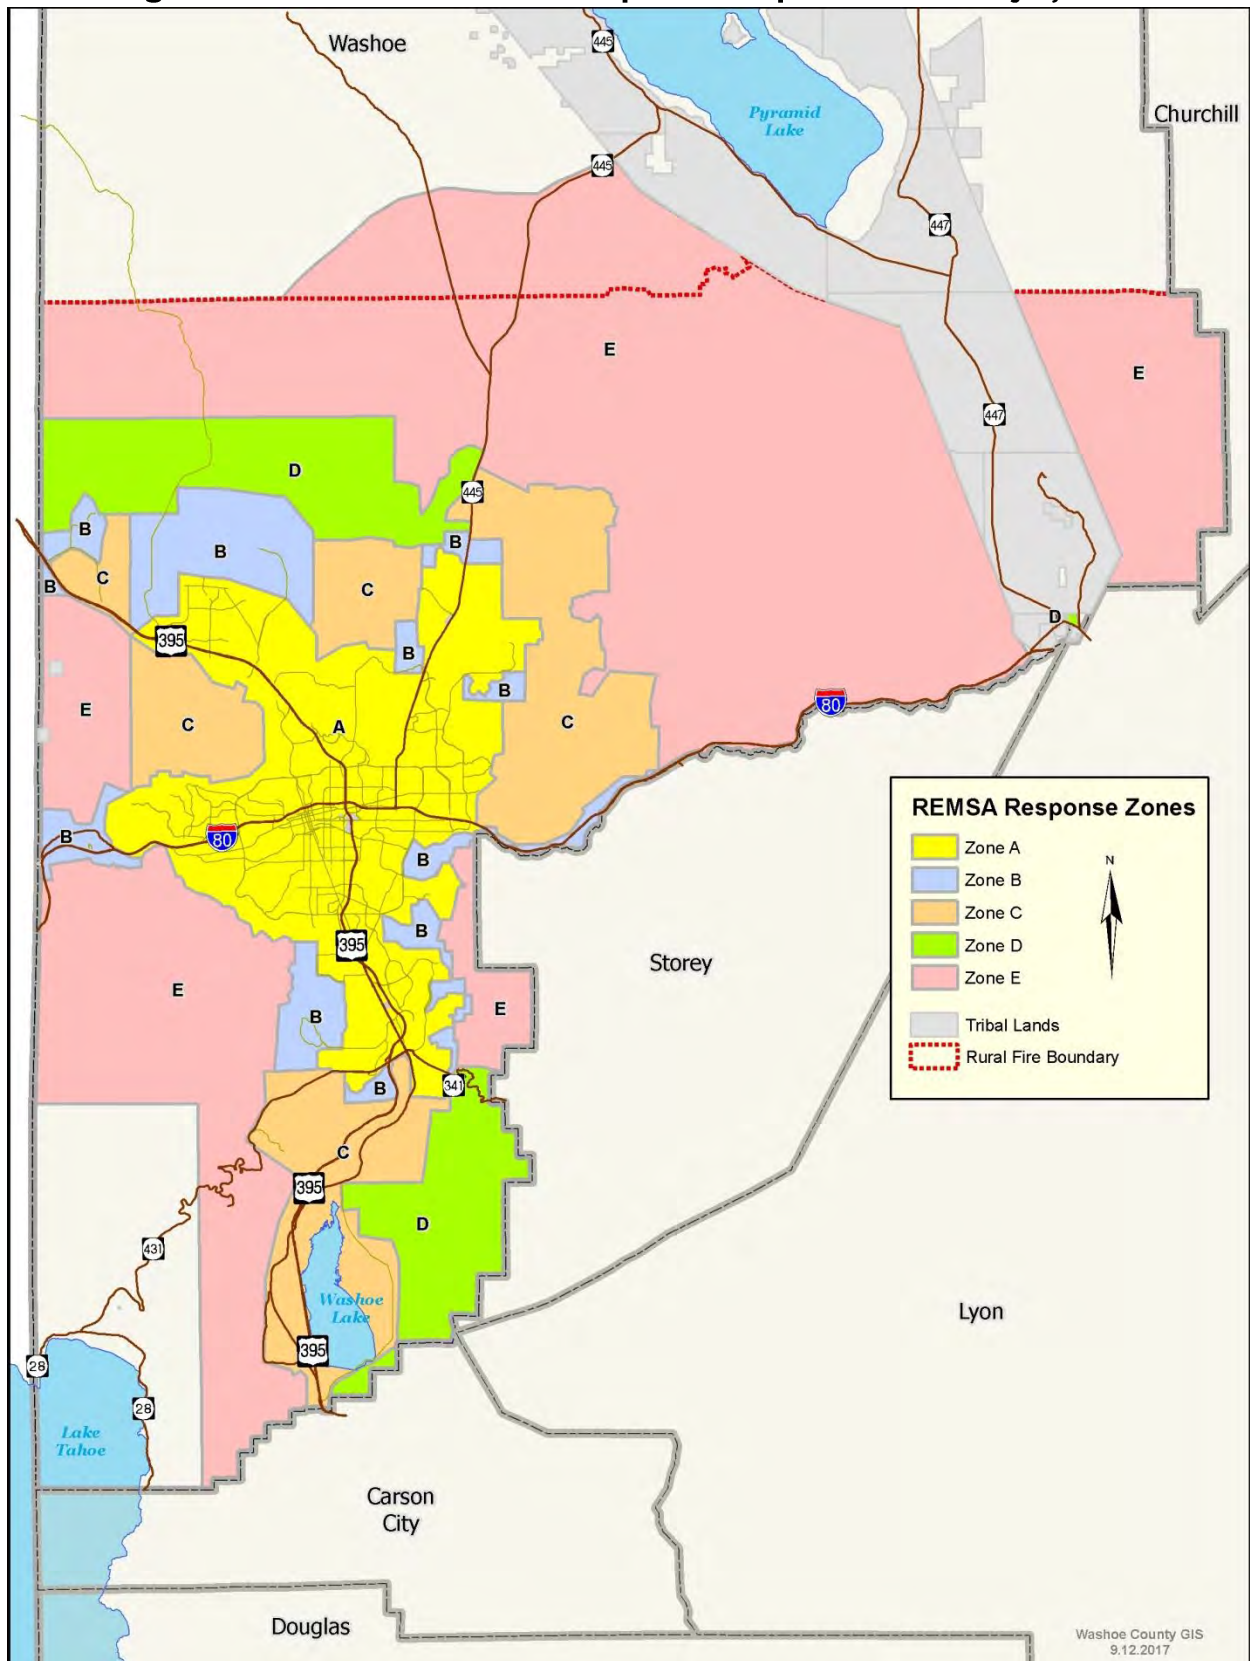 Washoe
445
Pyramid
Lake
Churchill
445
447
E
E
447
D
445
B
B
B
C
B
C
D
395
B
B
E
C
A
C
80
REMSA Response Zones
Zone A
Zone B
Zone C
Zone D
Zone E
Tribal Lands
Rural Fire Boundary
N
B
80
B
B
395
Storey
E
B
E
B
341
C
395
D
431
Washoe
Lake
Lyon
395
28
28
Lake
Tahoe
Carson
City
Douglas
Washoe County GIS
9.12.2017